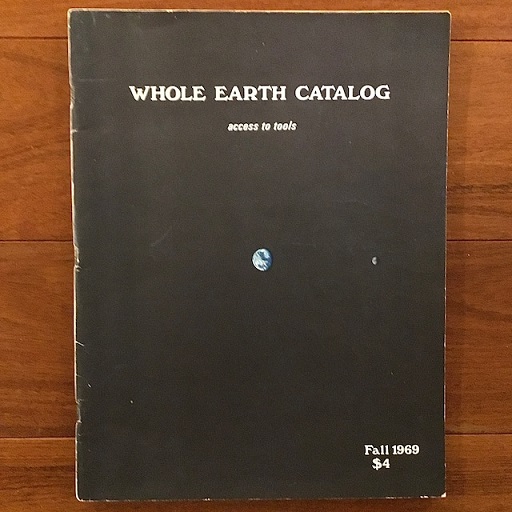 WHOLE EARTH CATALOG
access to tools
Fall 1969
$4